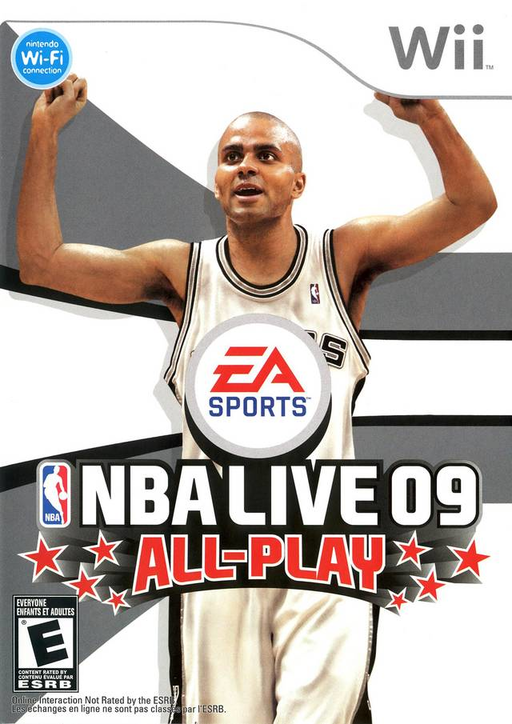 nintendo
Wi-Fi
connection
Wii™
S
EA
SPORTS™
NBA
NBA LIVE 09
ALL-PLAY
EVERYONE
ENFANTS ET ADULTES
E
CONTENT RATED BY
CONTENU ÉVALUÉ PAR
ESRB
Online Interaction Not Rated by the ESRB
Les échanges en ligne ne sont pas classés par l'ESRB.